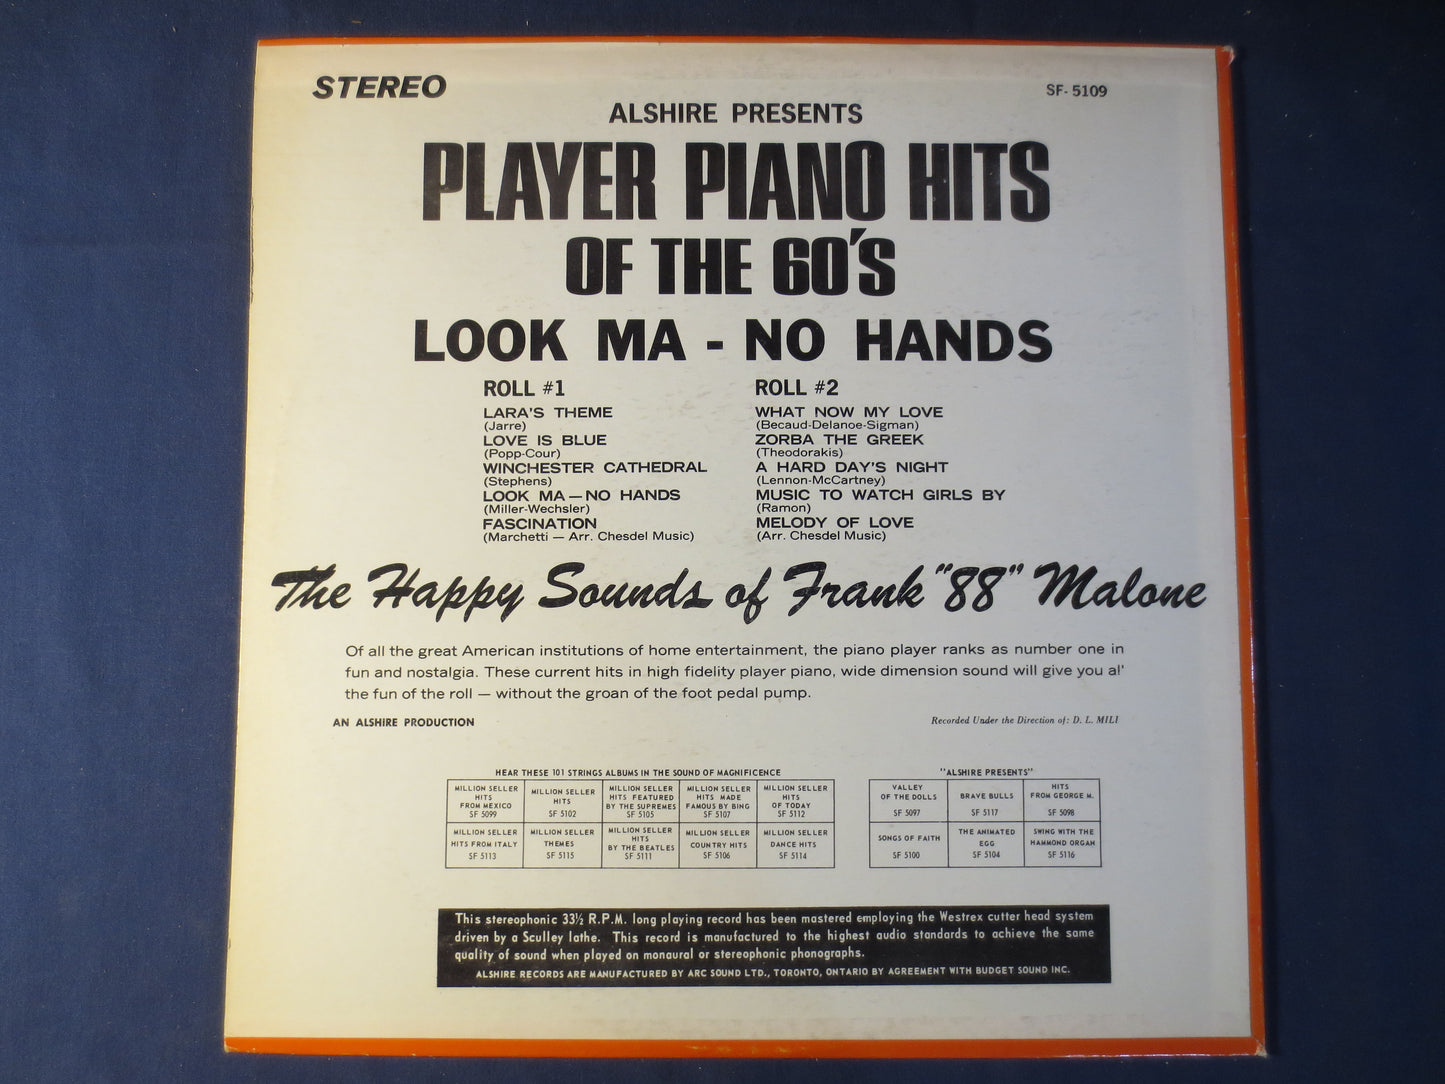 STEREO
SF-5109
ALSHIRE PRESENTS
PLAYER PIANO HITS
OF THE 60'S
LOOK MA - NO HANDS
ROLL #1
LARA'S THEME
(Jarre)
LOVE IS BLUE
(Popp-Cour)
WINCHESTER CATHEDRAL
(Stephens)
LOOK MA — NO HANDS
(Miller-Wechsler)
FASCINATION
(Marchetti — Arr. Chesdel Music)
ROLL #2
WHAT NOW MY LOVE
(Becaud-Delanoe-Sigman)
ZORBA THE GREEK
(Theodorakis)
A HARD DAY'S NIGHT
(Lennon-McCartney)
MUSIC TO WATCH GIRLS BY
(Ramon)
MELODY OF LOVE
(Arr. Chesdel Music)
The Happy Sounds of Frank "88" Malone
Of all the great American institutions of home entertainment, the piano player ranks as number one in
fun and nostalgia. These current hits in high fidelity player piano, wide dimension sound will give you al'
the fun of the roll — without the groan of the foot pedal pump.
AN ALSHIRE PRODUCTION
Recorded Under the Direction of: D. L. MILI
HEAR THESE 101 STRINGS ALBUMS IN THE SOUND OF MAGNIFICENCE
MILLION SELLER
HITS
FROM MEXICO
SF 5099
MILLION SELLER
HITS
SF 5102
MILLION SELLER
HITS FEATURED
BY THE SUPREMES
SF 5105
MILLION SELLER
HITS MADE
FAMOUS BY BING
SF 5107
MILLION SELLER
HITS
OF TODAY
SF 5112
MILLION SELLER
HITS FROM ITALY
SF 5113
MILLION SELLER
THEMES
SF 5115
MILLION SELLER
HITS
BY THE BEATLES
SF 5111
MILLION SELLER
COUNTRY HITS
SF 5106
MILLION SELLER
DANCE HITS
SF 5114
"ALSHIRE PRESENTS"
VALLEY
OF THE DOLLS
SF 5097
BRAVE BULLS
SF 5117
HITS
FROM GEORGE M.
SF 5098
SONGS OF FAITH
SF 5100
THE ANIMATED
EGG
SF 5104
SWING WITH THE
HAMMOND ORGAN
SF 5116
This stereophonic 33½ R.P.M. long playing record has been mastered employing the Westrex cutter head system
driven by a Sculley lathe. This record is manufactured to the highest audio standards to achieve the same
quality of sound when played on monaural or stereophonic phonographs.
ALSHIRE RECORDS ARE MANUFACTURED BY ARC SOUND LTD., TORONTO, ONTARIO BY AGREEMENT WITH BUDGET SOUND INC.